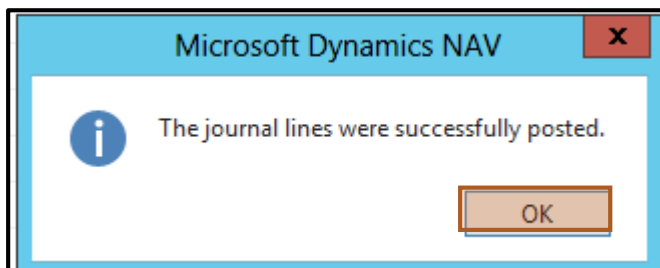 Microsoft Dynamics NAV
x
The journal lines were successfully posted.
OK